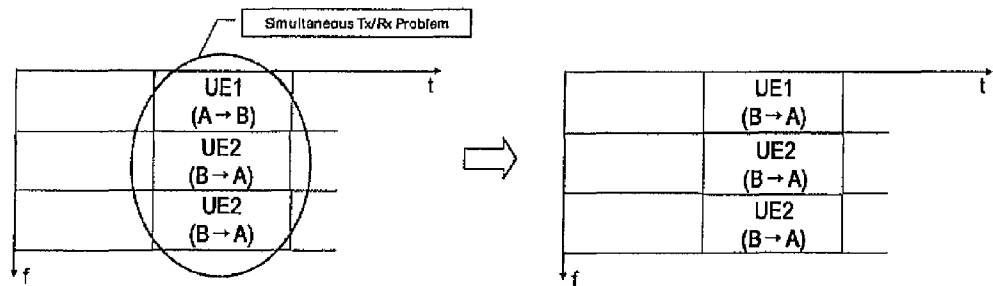 Simultaneous Tx/Rx Problem
t
UE1
(A→B)
UE2
(B→A)
UE2
(B→A)
f
t
UE1
(B→A)
UE2
(B→A)
UE2
(B→A)
f